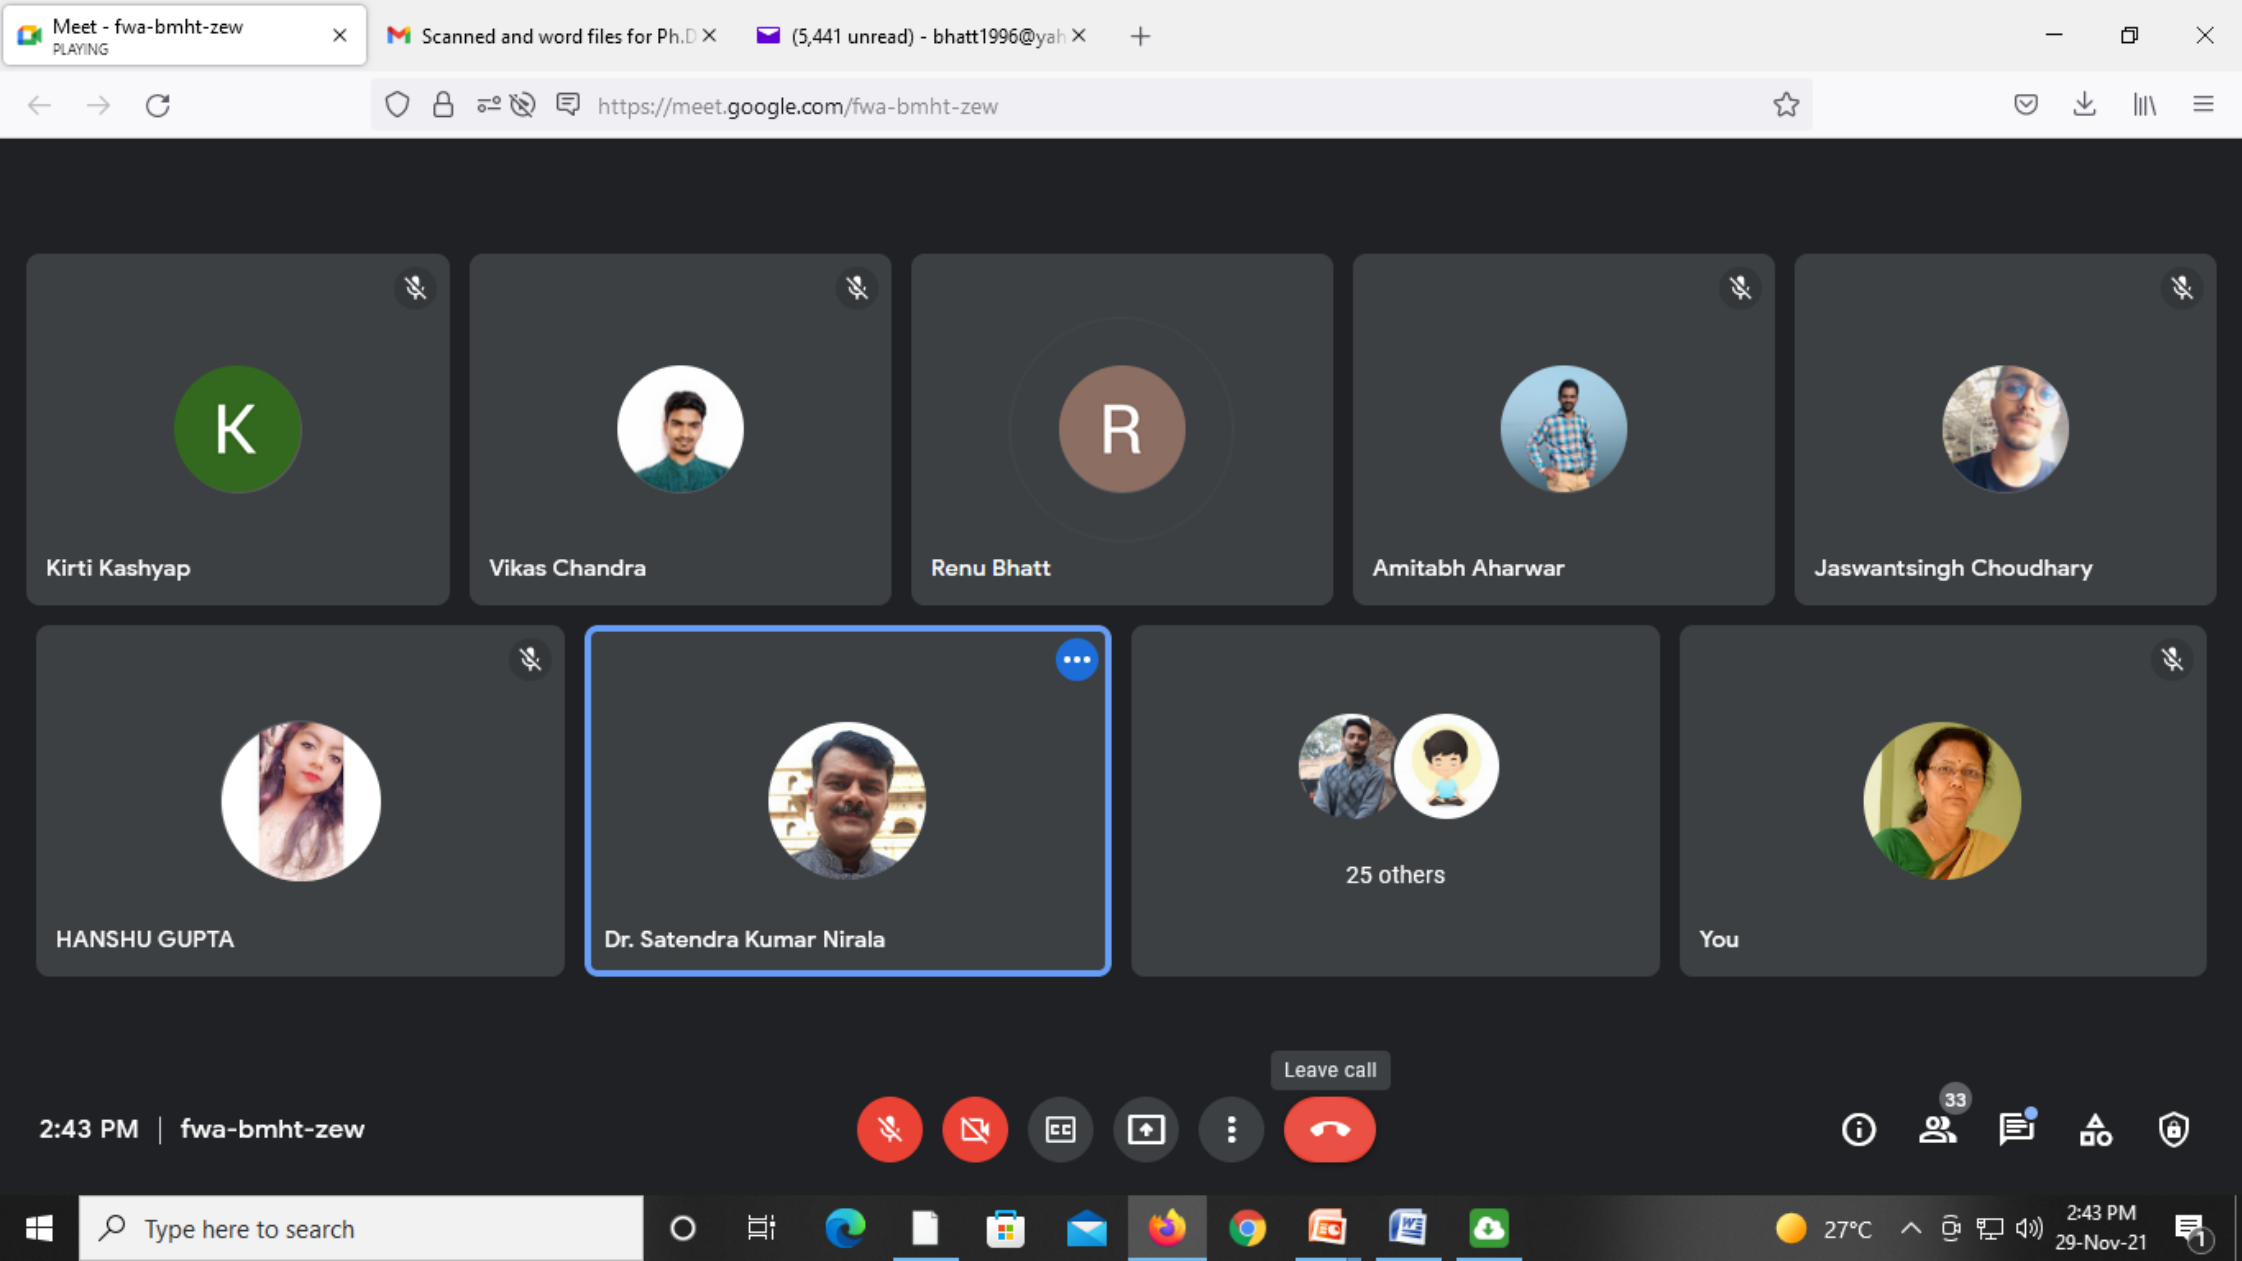 Meet - fwa-bmht-zew
PLAYING
Scanned and word files for Ph.D
(5,441 unread) - bhatt1996@yah
https://meet.google.com/fwa-bmht-zew
K
R
Kirti Kashyap
Vikas Chandra
Renu Bhatt
Amitabh Aharwar
Jaswantsingh Choudhary
HANSHU GUPTA
Dr. Satendra Kumar Nirala
25 others
You
Leave call
2:43 PM | fwa-bmht-zew
CC
33
Type here to search
27°C
2:43 PM
29-Nov-21
1